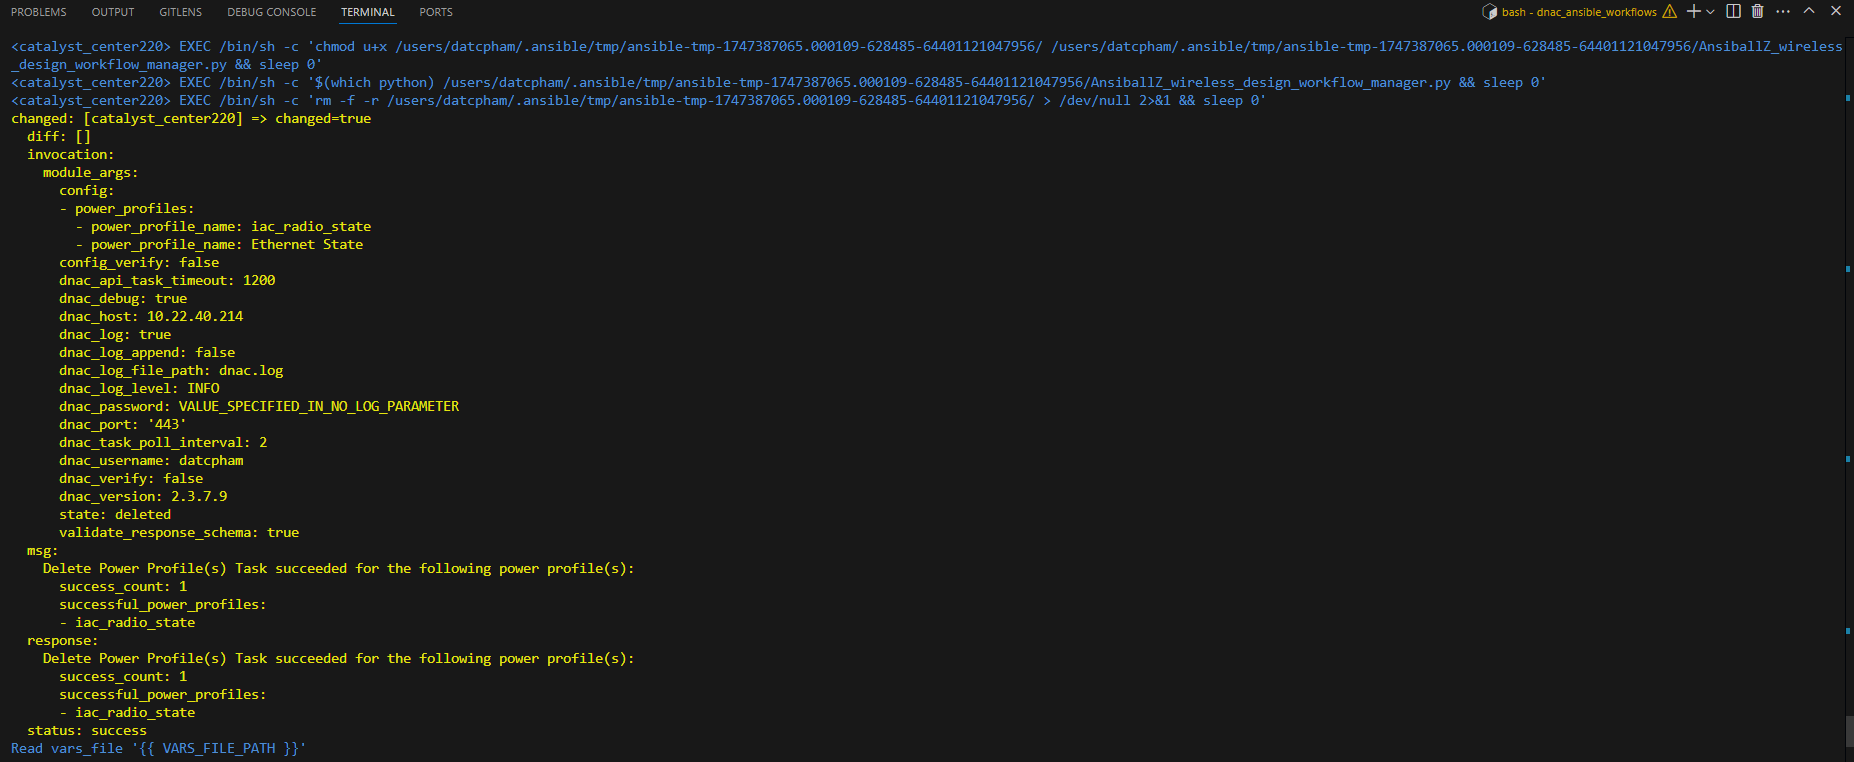 PROBLEMS OUTPUT GITLENS DEBUG CONSOLE TERMINAL PORTS bash - dnac_ansible_workflows
<catalyst_center220> EXEC /bin/sh -c 'chmod u+x /users/datcpham/.ansible/tmp/ansible-tmp-1747387065.000109-628485-64401121047956/ /users/datcpham/.ansible/tmp/ansible-tmp-1747387065.000109-628485-64401121047956/AnsiballZ_wireless
_design_workflow_manager.py && sleep 0'
<catalyst_center220> EXEC /bin/sh -c '$(which python) /users/datcpham/.ansible/tmp/ansible-tmp-1747387065.000109-628485-64401121047956/AnsiballZ_wireless_design_workflow_manager.py && sleep 0'
<catalyst_center220> EXEC /bin/sh -c 'rm -f -r /users/datcpham/.ansible/tmp/ansible-tmp-1747387065.000109-628485-64401121047956/ > /dev/null 2>&1 && sleep 0'
changed: [catalyst_center220] => changed=true
  diff: []
  invocation:
    module_args:
      config:
      - power_profiles:
        - power_profile_name: iac_radio_state
        - power_profile_name: Ethernet State
      config_verify: false
      dnac_api_task_timeout: 1200
      dnac_debug: true
      dnac_host: 10.22.40.214
      dnac_log: true
      dnac_log_append: false
      dnac_log_file_path: dnac.log
      dnac_log_level: INFO
      dnac_password: VALUE_SPECIFIED_IN_NO_LOG_PARAMETER
      dnac_port: '443'
      dnac_task_poll_interval: 2
      dnac_username: datcpham
      dnac_verify: false
      dnac_version: 2.3.7.9
      state: deleted
      validate_response_schema: true
  msg:
    Delete Power Profile(s) Task succeeded for the following power profile(s):
      success_count: 1
      successful_power_profiles:
      - iac_radio_state
  response:
    Delete Power Profile(s) Task succeeded for the following power profile(s):
      success_count: 1
      successful_power_profiles:
      - iac_radio_state
  status: success
Read vars_file '{{ VARS_FILE_PATH }}'